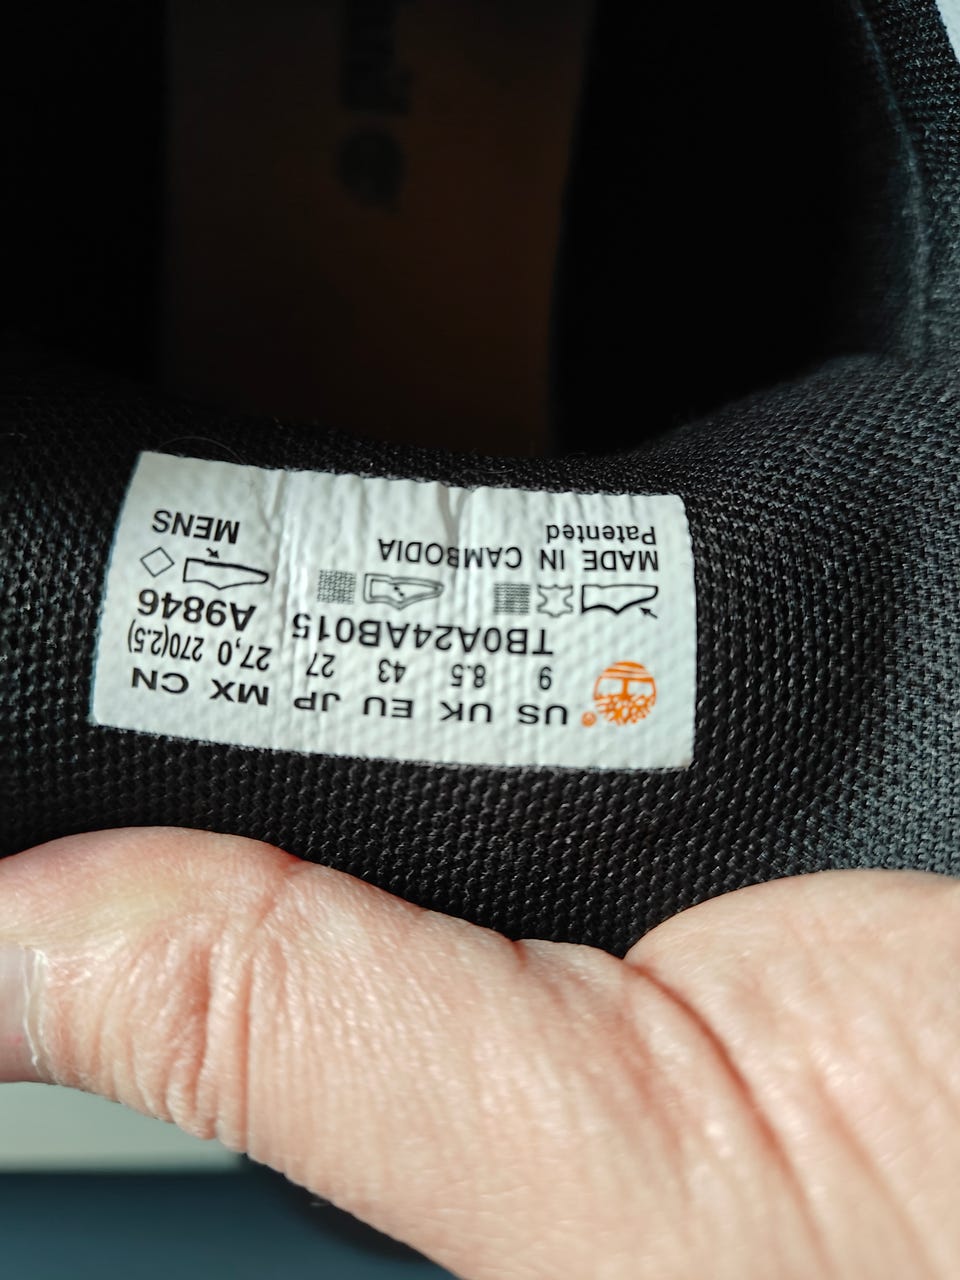 US UK EU JP MX CN
9 8.5 43 27 27,0 270(2.5)
TB0A24AB015 A9846
MADE IN CAMBODIA MENS
Patented
®